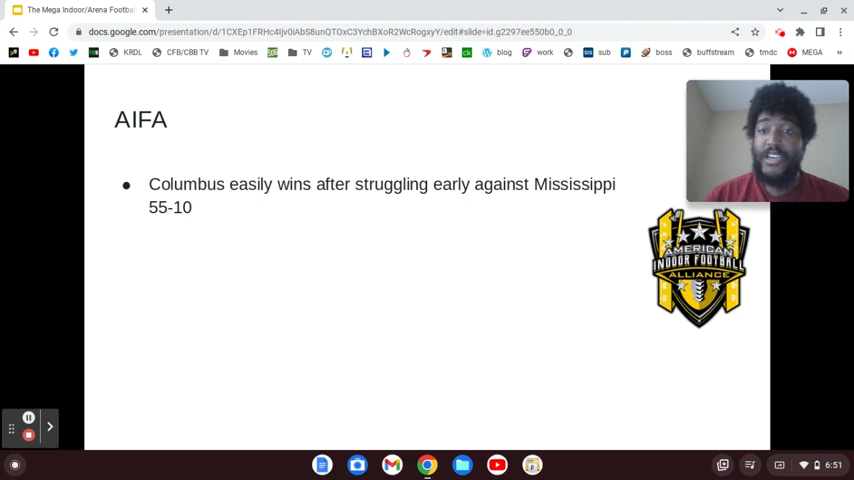 The Mega Indoor/Arena Footba
docs.google.com/presentation/d/1CXEp1FRHc4Ijv0iAbS8unQTOxC3YchBXoR2WcRogxyY/edit#slide=id.g2297ee550b0_0_0
KRDL CFB/CBB TV Movies TV blog work sub boss buffstream tmdc MEGA »
AIFA
● Columbus easily wins after struggling early against Mississippi
55-10
AMERICAN
INDOOR FOOTBALL
ALLIANCE
6:51